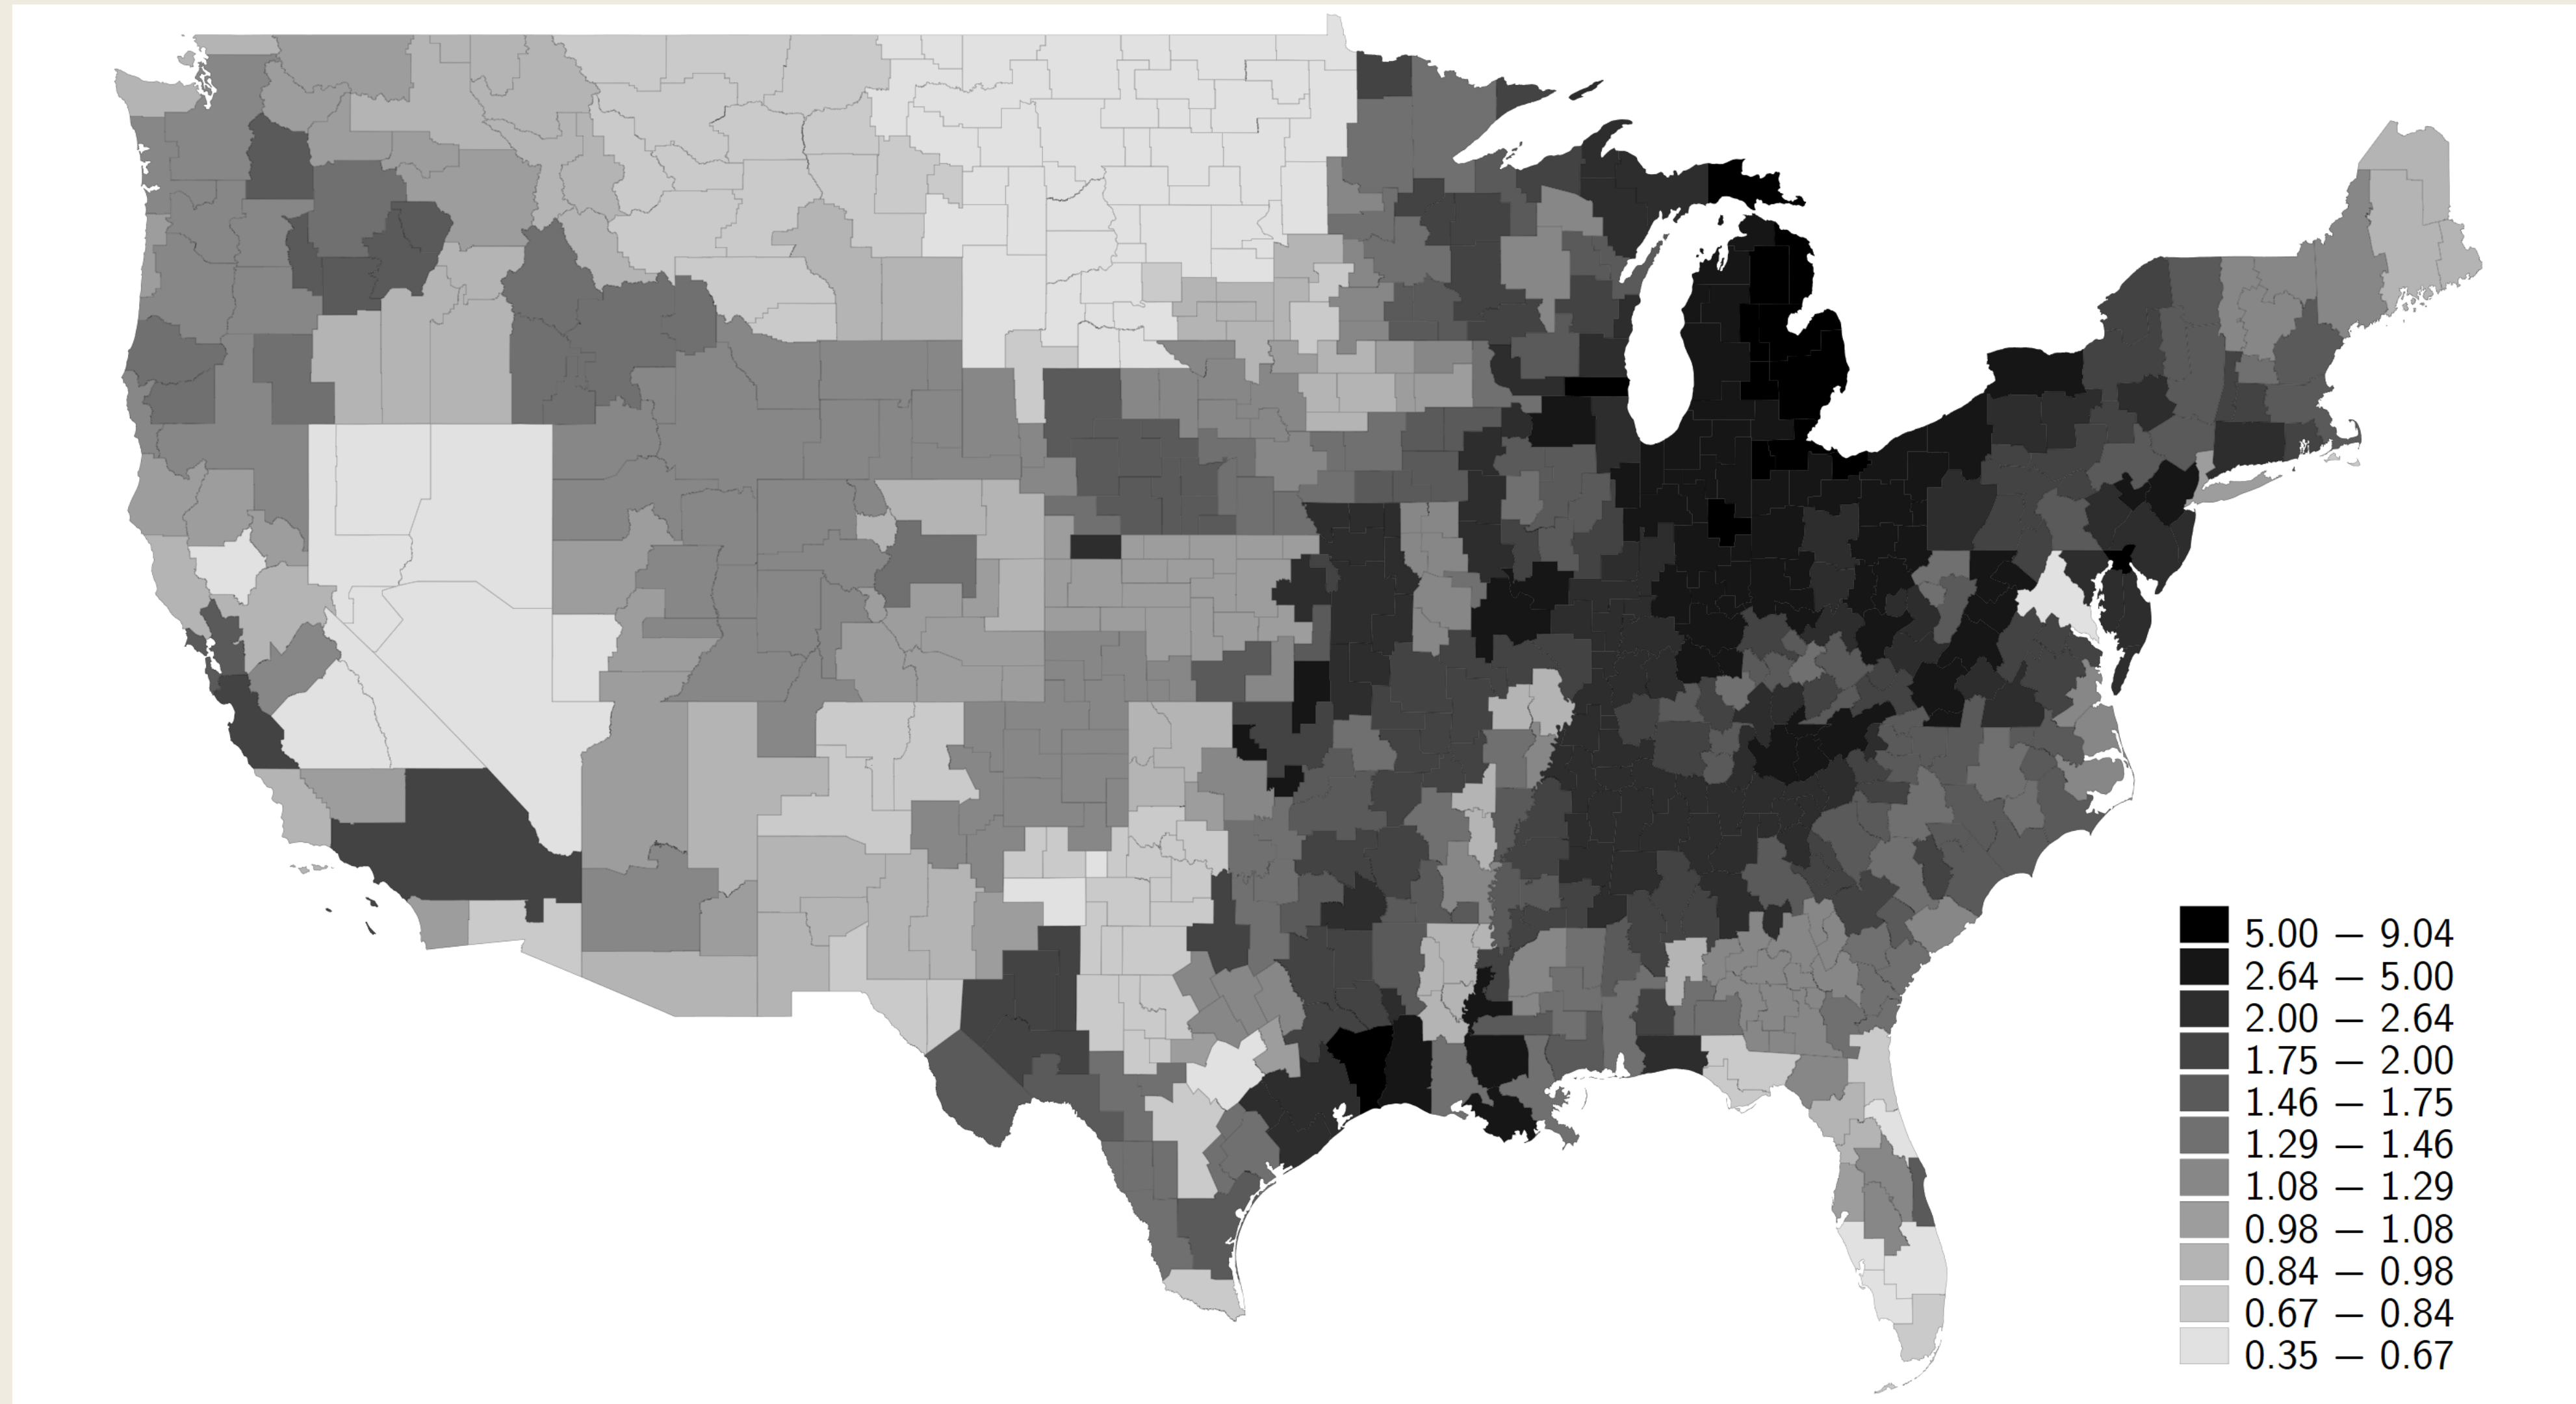 5.00 — 9.04
2.64 — 5.00
2.00 — 2.64
1.75 — 2.00
1.46 — 1.75
1.29 — 1.46
1.08 — 1.29
0.98 — 1.08
0.84 — 0.98
0.67 — 0.84
0.35 — 0.67